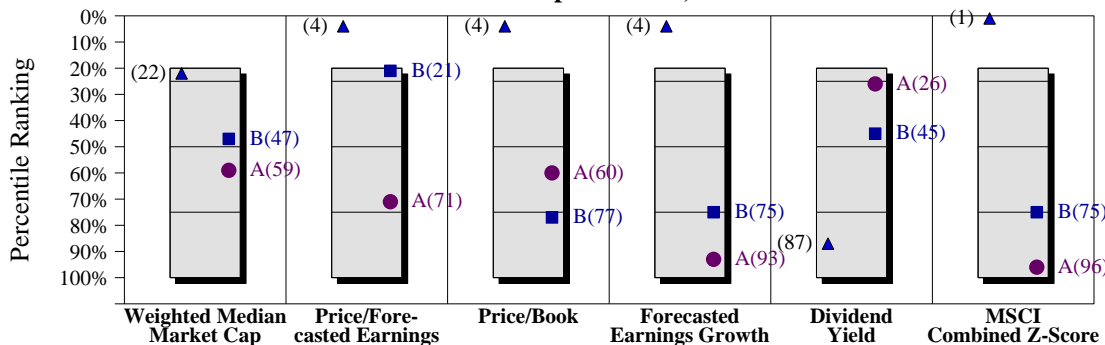 0%
10%
20%
30%
40%
50%
60%
70%
80%
90%
100%
Percentile Ranking
(22)
B(47)
A(59)
(4)
B(21)
A(71)
(4)
A(60)
B(77)
(4)
B(75)
A(93)
(87)
A(26)
B(45)
(1)
B(75)
A(96)
Weighted Median
Market Cap
Price/Fore-
casted Earnings
Price/Book
Forecasted
Earnings Growth
Dividend
Yield
MSCI
Combined Z-Score